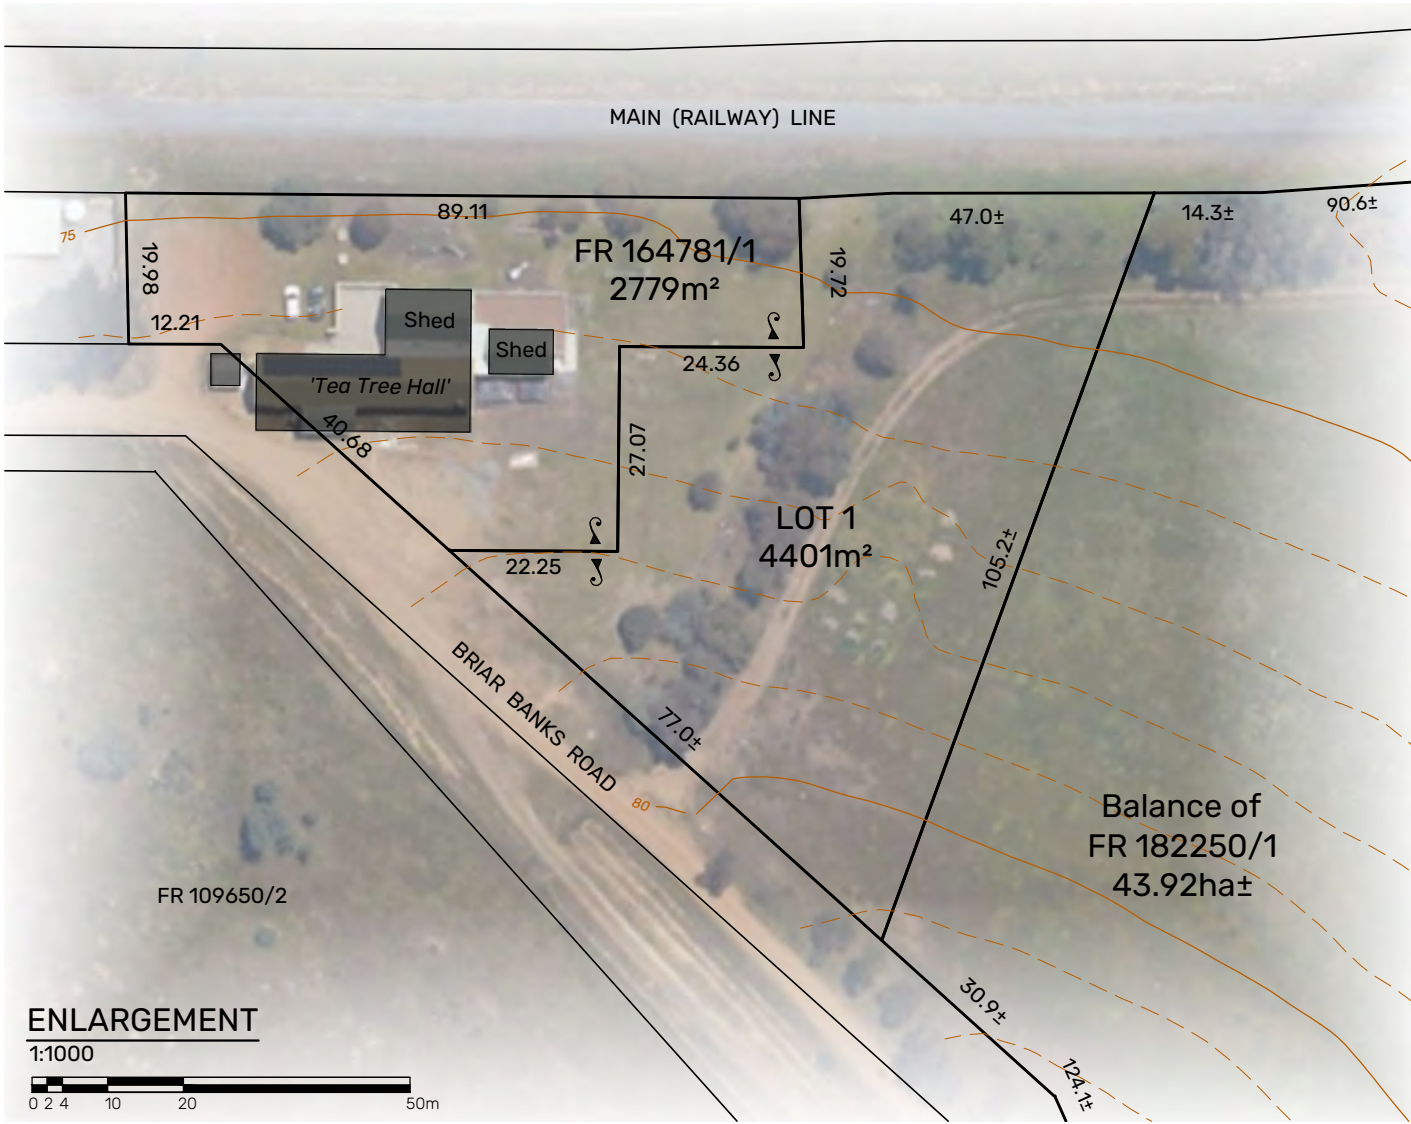 MAIN (RAILWAY) LINE
89.11
47.0±
14.3±
90.6±
75
19.98
FR 164781/1
2779m²
19.72
12.21
Shed
Shed
24.36
'Tea Tree Hall'
40.68
27.07
LOT 1
4401m²
105.2±
22.25
BRIAR BANKS ROAD
77.0±
80
Balance of
FR 182250/1
43.92ha±
FR 109650/2
30.9±
124.1±
ENLARGEMENT
1:1000
0 2 4 10 20 50m